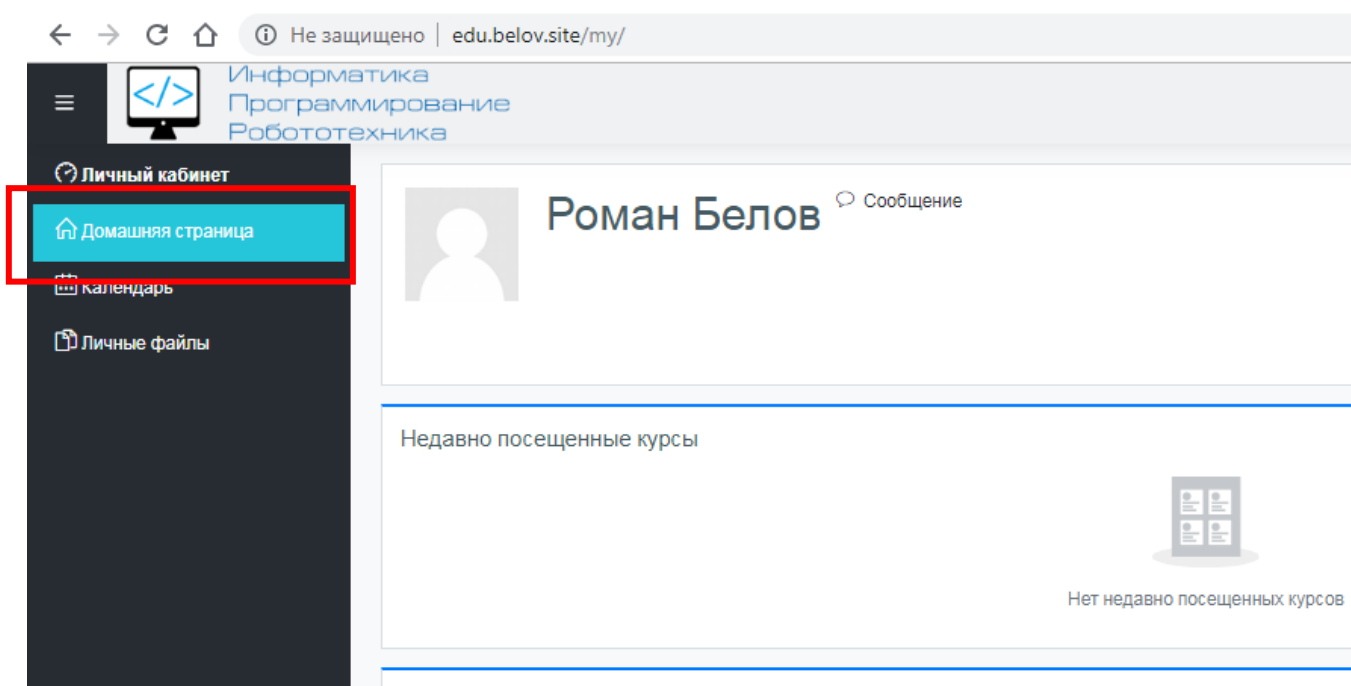 Не защищено | edu.belov.site/my/
</>
Информатика
Программирование
Робототехника
Личный кабинет
Домашняя страница
Календарь
Личные файлы
Роман Белов
Сообщение
Недавно посещенные курсы
Нет недавно посещенных курсов